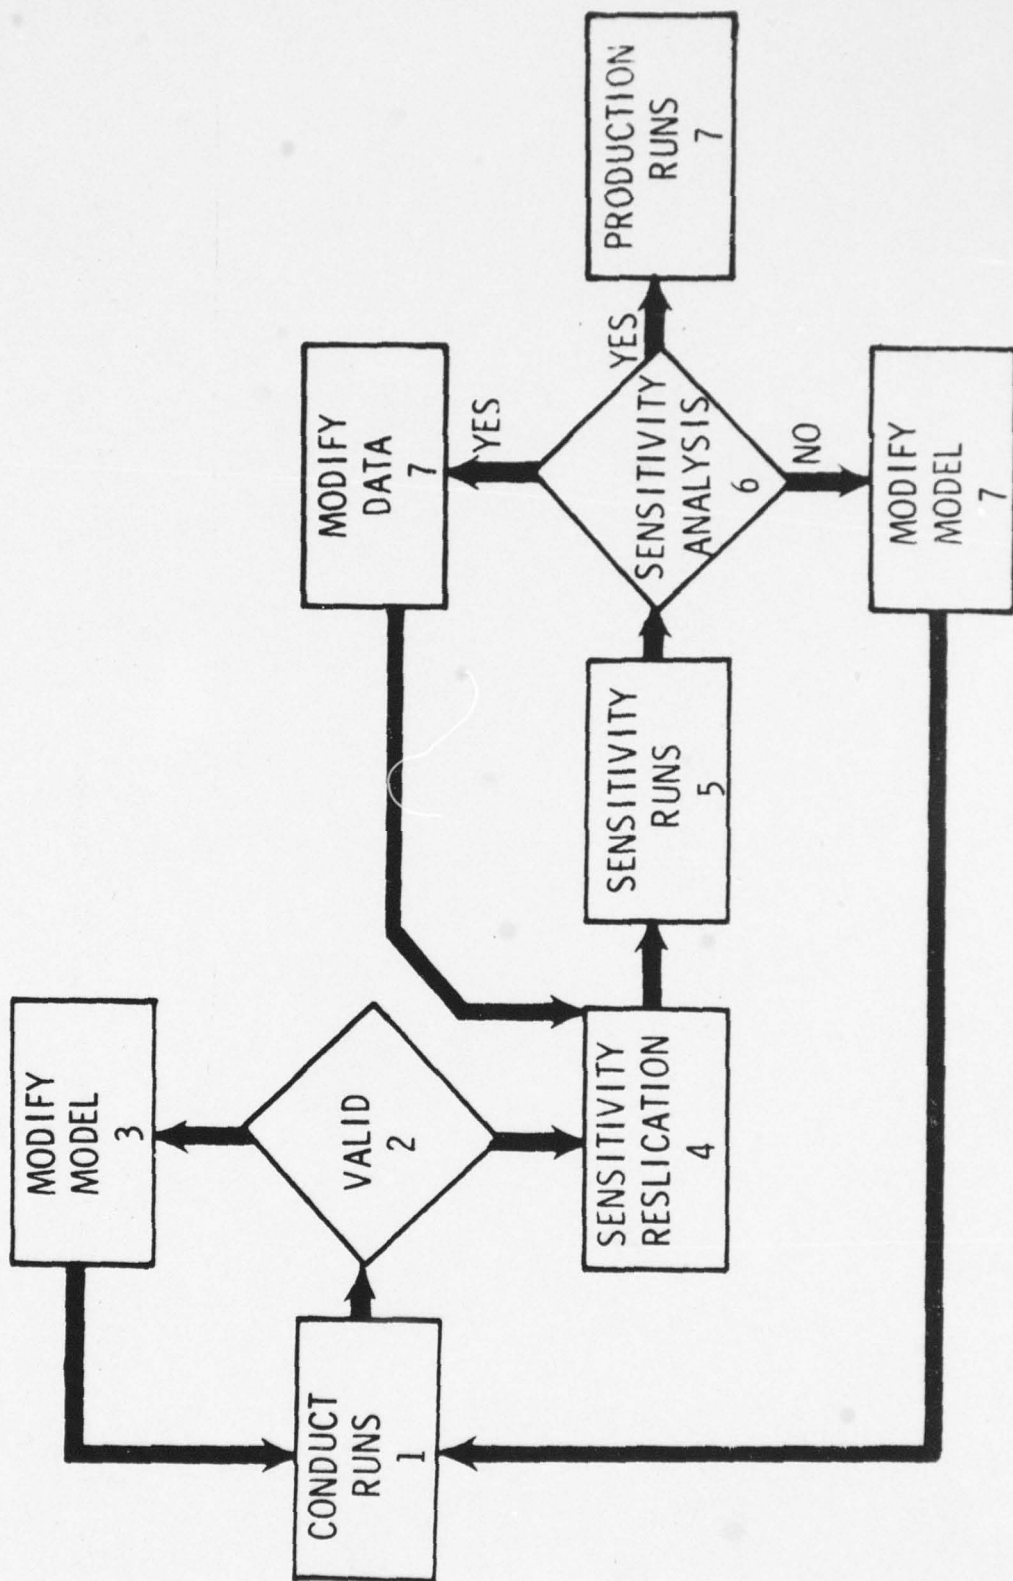 CONDUCT
RUNS
1
VALID
2
MODIFY
MODEL
3
SENSITIVITY
RESLICATION
4
SENSITIVITY
RUNS
5
SENSITIVITY
ANALYSIS
6
YES
MODIFY
DATA
7
YES
PRODUCTION
RUNS
7
NO
MODIFY
MODEL
7